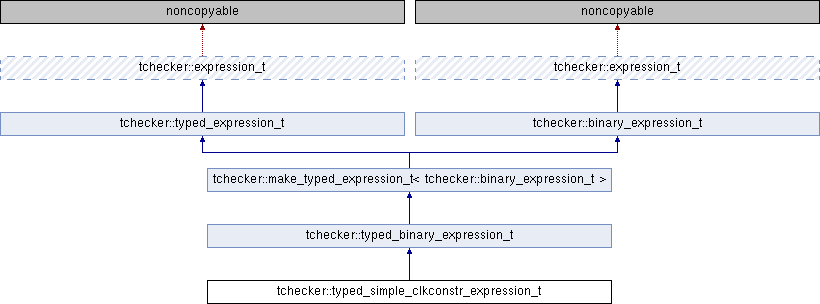 noncopyable
noncopyable
tchecker::expression_t
tchecker::expression_t
tchecker::typed_expression_t
tchecker::binary_expression_t
tchecker::make_typed_expression_t< tchecker::binary_expression_t >
tchecker::typed_binary_expression_t
tchecker::typed_simple_clkconstr_expression_t